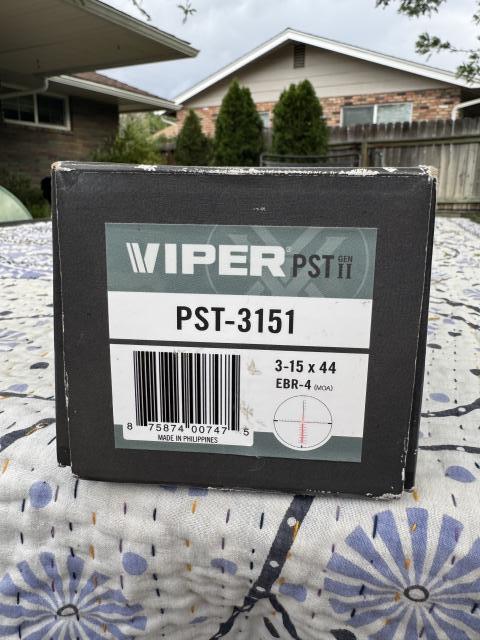 VIPER® PST GEN II
PST-3151
3-15 x 44
EBR-4 (MOA)
8 75874 00747 5
MADE IN PHILIPPINES